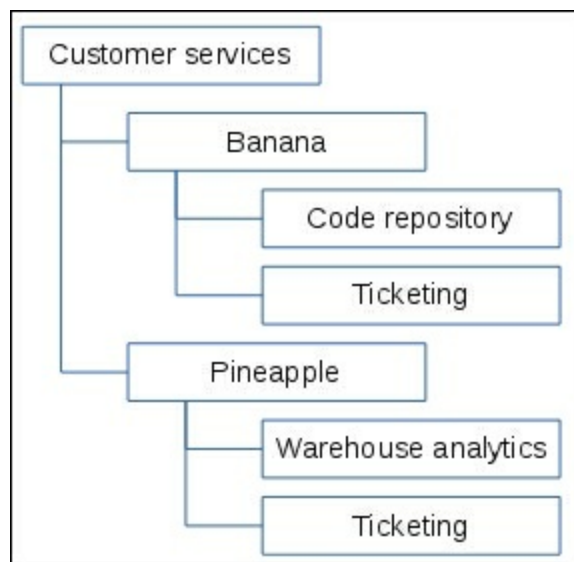 Customer services
Banana
Code repository
Ticketing
Pineapple
Warehouse analytics
Ticketing